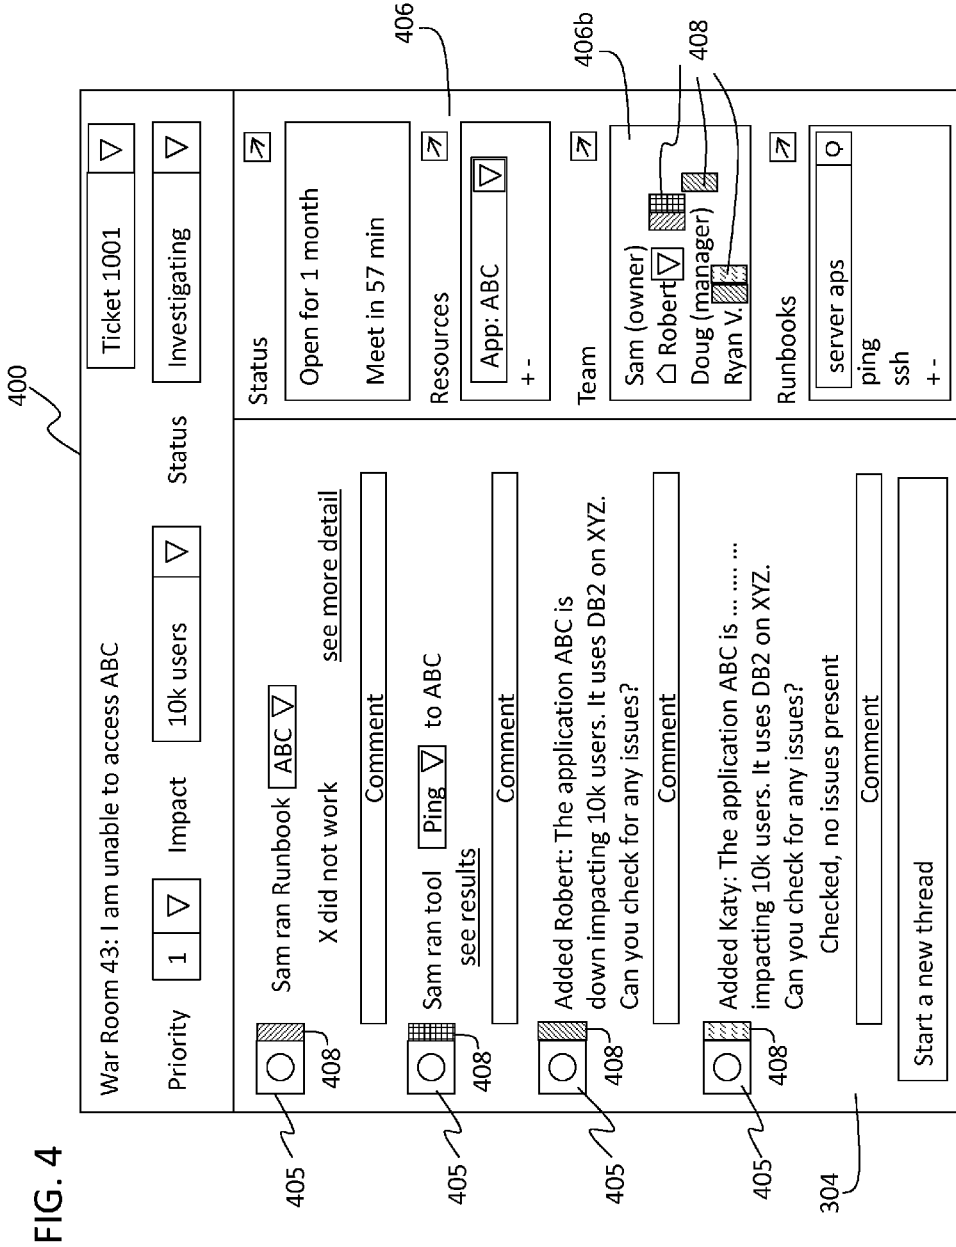 FIG. 4
400
War Room 43: I am unable to access ABC
Ticket 1001
Priority 1 Impact 10k users Status Investigating
405
408
Sam ran Runbook ABC
X did not work see more detail
Comment
405
408
Sam ran tool Ping to ABC
see results
Comment
405
408
Added Robert: The application ABC is
down impacting 10k users. It uses DB2 on XYZ.
Can you check for any issues?
Comment
405
408
Added Katy: The application ABC is ... .... ...
impacting 10k users. It uses DB2 on XYZ.
Can you check for any issues?
Checked, no issues present
Comment
304
Start a new thread
Status
Open for 1 month
Meet in 57 min
406
Resources
App: ABC
+ -
Team
406b
Sam (owner)
Robert
Doug (manager)
Ryan V.
408
Runbooks
server aps
ping
ssh
+ -